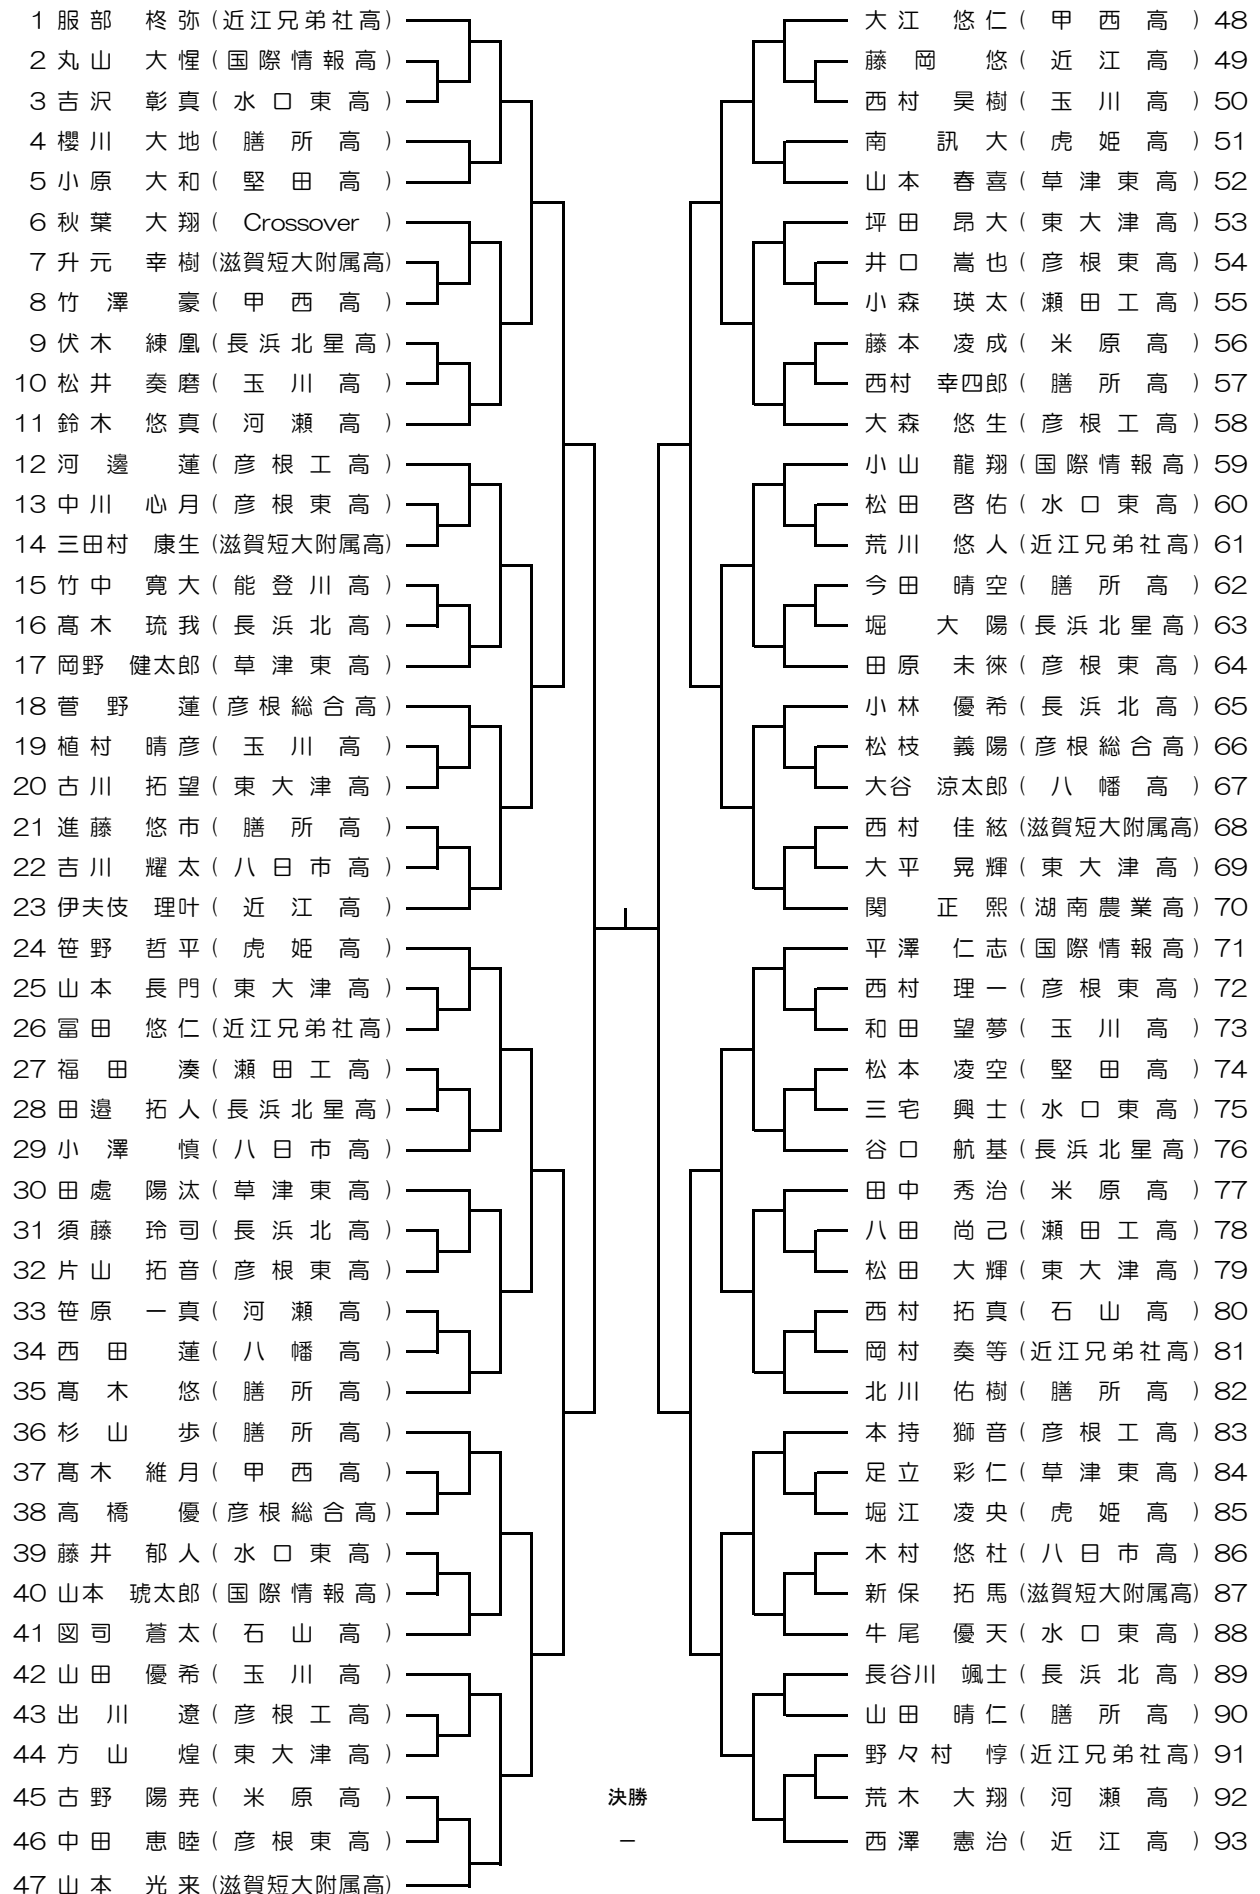 1 服部 柊弥 (近江兄弟社高)
2 丸山 大惺 (国際情報高)
3 吉沢 彰真 (水口東高)
4 櫻川 大地 (膳所高)
5 小原 大和 (堅田高)
6 秋葉 大翔 (Crossover)
7 升元 幸樹 (滋賀短大附属高)
8 竹澤 豪 (甲西高)
9 伏木 練凰 (長浜北星高)
10 松井 奏磨 (玉川高)
11 鈴木 悠真 (河瀬高)
12 河邊 蓮 (彦根工高)
13 中川 心月 (彦根東高)
14 三田村 康生 (滋賀短大附属高)
15 竹中 寛大 (能登川高)
16 髙木 琉我 (長浜北高)
17 岡野 健太郎 (草津東高)
18 菅野 蓮 (彦根総合高)
19 植村 晴彦 (玉川高)
20 古川 拓望 (東大津高)
21 進藤 悠市 (膳所高)
22 吉川 耀太 (八日市高)
23 伊夫伎 理叶 (近江高)
24 笹野 哲平 (虎姫高)
25 山本 長門 (東大津高)
26 冨田 悠仁 (近江兄弟社高)
27 福田 湊 (瀬田工高)
28 田邉 拓人 (長浜北星高)
29 小澤 慎 (八日市高)
30 田處 陽汰 (草津東高)
31 須藤 玲司 (長浜北高)
32 片山 拓音 (彦根東高)
33 笹原 一真 (河瀬高)
34 西田 蓮 (八幡高)
35 髙木 悠 (膳所高)
36 杉山 歩 (膳所高)
37 髙木 維月 (甲西高)
38 高橋 優 (彦根総合高)
39 藤井 郁人 (水口東高)
40 山本 琥太郎 (国際情報高)
41 図司 蒼太 (石山高)
42 山田 優希 (玉川高)
43 出川 遼 (彦根工高)
44 方山 煌 (東大津高)
45 古野 陽尭 (米原高)
46 中田 恵睦 (彦根東高)
47 山本 光来 (滋賀短大附属高)
決勝
－
大江 悠仁 (甲西高) 48
藤岡 悠 (近江高) 49
西村 昊樹 (玉川高) 50
南 訊大 (虎姫高) 51
山本 春喜 (草津東高) 52
坪田 昂大 (東大津高) 53
井口 嵩也 (彦根東高) 54
小森 瑛太 (瀬田工高) 55
藤本 凌成 (米原高) 56
西村 幸四郎 (膳所高) 57
大森 悠生 (彦根工高) 58
小山 龍翔 (国際情報高) 59
松田 啓佑 (水口東高) 60
荒川 悠人 (近江兄弟社高) 61
今田 晴空 (膳所高) 62
堀 大陽 (長浜北星高) 63
田原 未徠 (彦根東高) 64
小林 優希 (長浜北高) 65
松枝 義陽 (彦根総合高) 66
大谷 涼太郎 (八幡高) 67
西村 佳絃 (滋賀短大附属高) 68
大平 晃輝 (東大津高) 69
関 正熙 (湖南農業高) 70
平澤 仁志 (国際情報高) 71
西村 理一 (彦根東高) 72
和田 望夢 (玉川高) 73
松本 凌空 (堅田高) 74
三宅 興士 (水口東高) 75
谷口 航基 (長浜北星高) 76
田中 秀治 (米原高) 77
八田 尚己 (瀬田工高) 78
松田 大輝 (東大津高) 79
西村 拓真 (石山高) 80
岡村 奏等 (近江兄弟社高) 81
北川 佑樹 (膳所高) 82
本持 獅音 (彦根工高) 83
足立 彩仁 (草津東高) 84
堀江 凌央 (虎姫高) 85
木村 悠杜 (八日市高) 86
新保 拓馬 (滋賀短大附属高) 87
牛尾 優天 (水口東高) 88
長谷川 颯士 (長浜北高) 89
山田 晴仁 (膳所高) 90
野々村 惇 (近江兄弟社高) 91
荒木 大翔 (河瀬高) 92
西澤 憲治 (近江高) 93